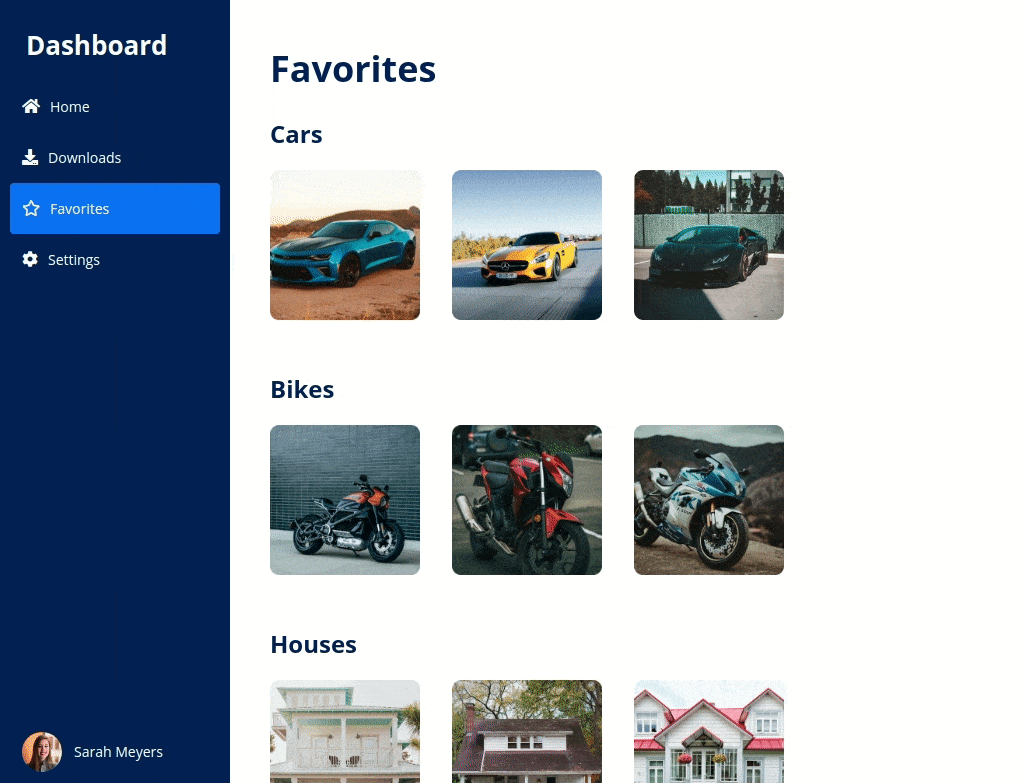 Dashboard
Home
Downloads
Favorites
Settings
Sarah Meyers
Favorites
Cars
Bikes
Houses